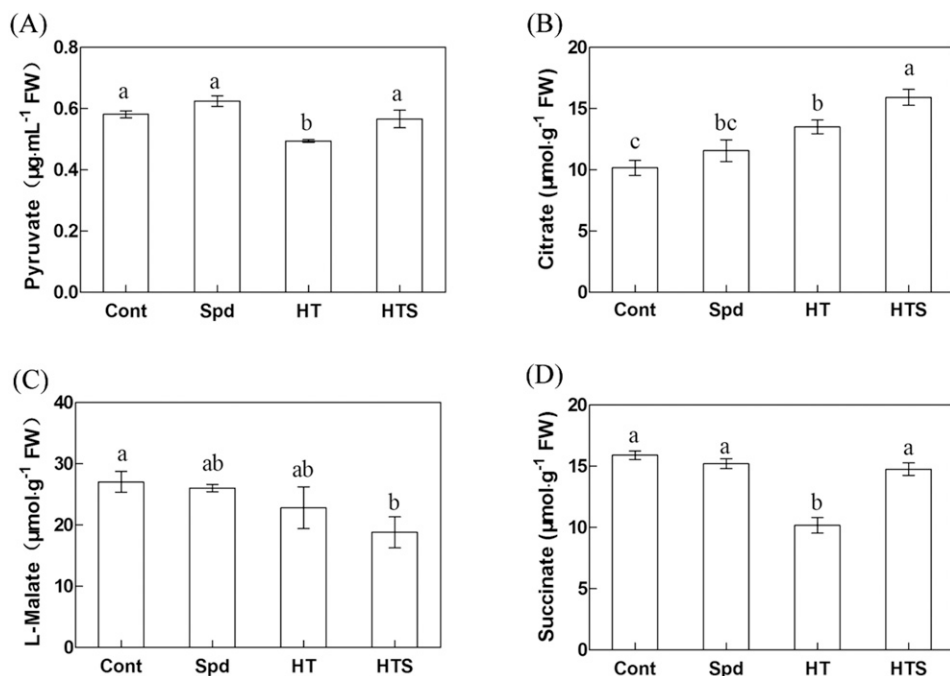 (A)
Pyruvate (µg·mL⁻¹ FW)
0.8
0.6
0.4
0.2
0.0
a
a
b
a
Cont Spd HT HTS
(B)
Citrate (µmol·g⁻¹ FW)
20
15
10
5
0
c
bc
b
a
Cont Spd HT HTS
(C)
L-Malate (µmol·g⁻¹ FW)
40
30
20
10
0
a
ab
ab
b
Cont Spd HT HTS
(D)
Succinate (µmol·g⁻¹ FW)
20
15
10
5
0
a
a
b
a
Cont Spd HT HTS